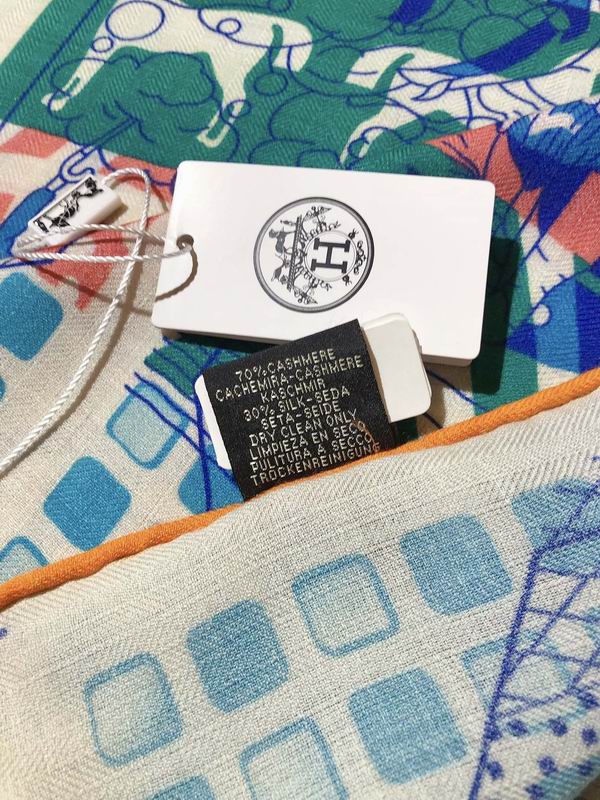 H
70%CASHMERE
CACHEMIRA-CASHMERE
KASCHMIR
30% SILK-SEDA
SETA-SEIDE
DRY CLEAN ONLY
LIMPIEZA EN SECO
PULITURA A SECCO
TROCKENREINIGUNG